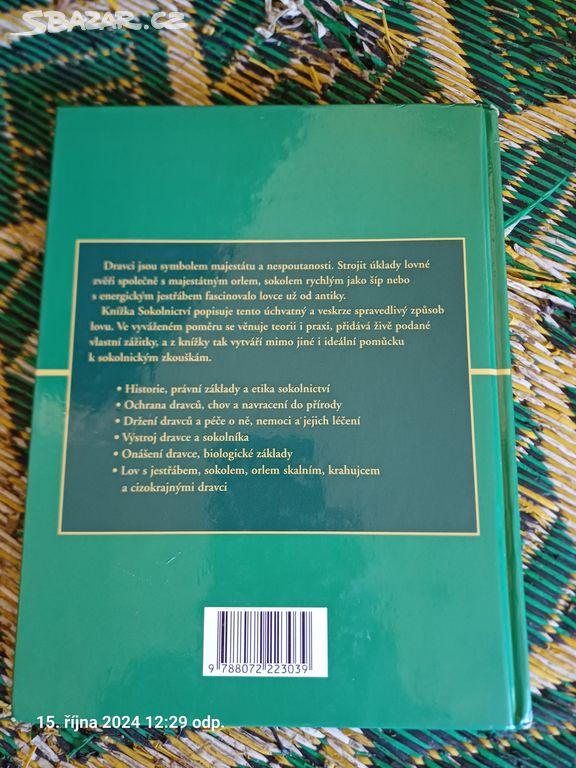 SBAZAR.CZ
Dravci jsou symbolem majestátu a nespoutanosti. Strojit úklady lovné
zvěři společně s majestátným orlem, sokolem rychlým jako šíp nebo
s energickým jestřábem fascinovalo lovce už od antiky.
Knížka Sokolnictví popisuje tento úchvatný a veskrze spravedlivý způsob
lovu. Ve vyváženém poměru se věnuje teorii i praxi, přidává živě podané
vlastní zážitky, a z knížky tak vytváří mimo jiné i ideální pomůcku
k sokolnickým zkouškám.
• Historie, právní základy a etika sokolnictví
• Ochrana dravců, chov a navracení do přírody
• Držení dravců a péče o ně, nemoci a jejich léčení
• Výstroj dravce a sokolníka
• Onášení dravce, biologické základy
• Lov s jestřábem, sokolem, orlem skalním, krahujcem
a cizokrajnými dravci
9 788072 223039
15. října 2024 12:29 odp.